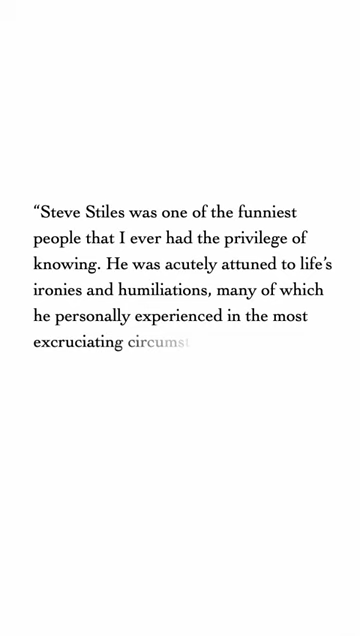 “Steve Stiles was one of the funniest
people that I ever had the privilege of
knowing. He was acutely attuned to life’s
ironies and humiliations, many of which
he personally experienced in the most
excruciating circumst